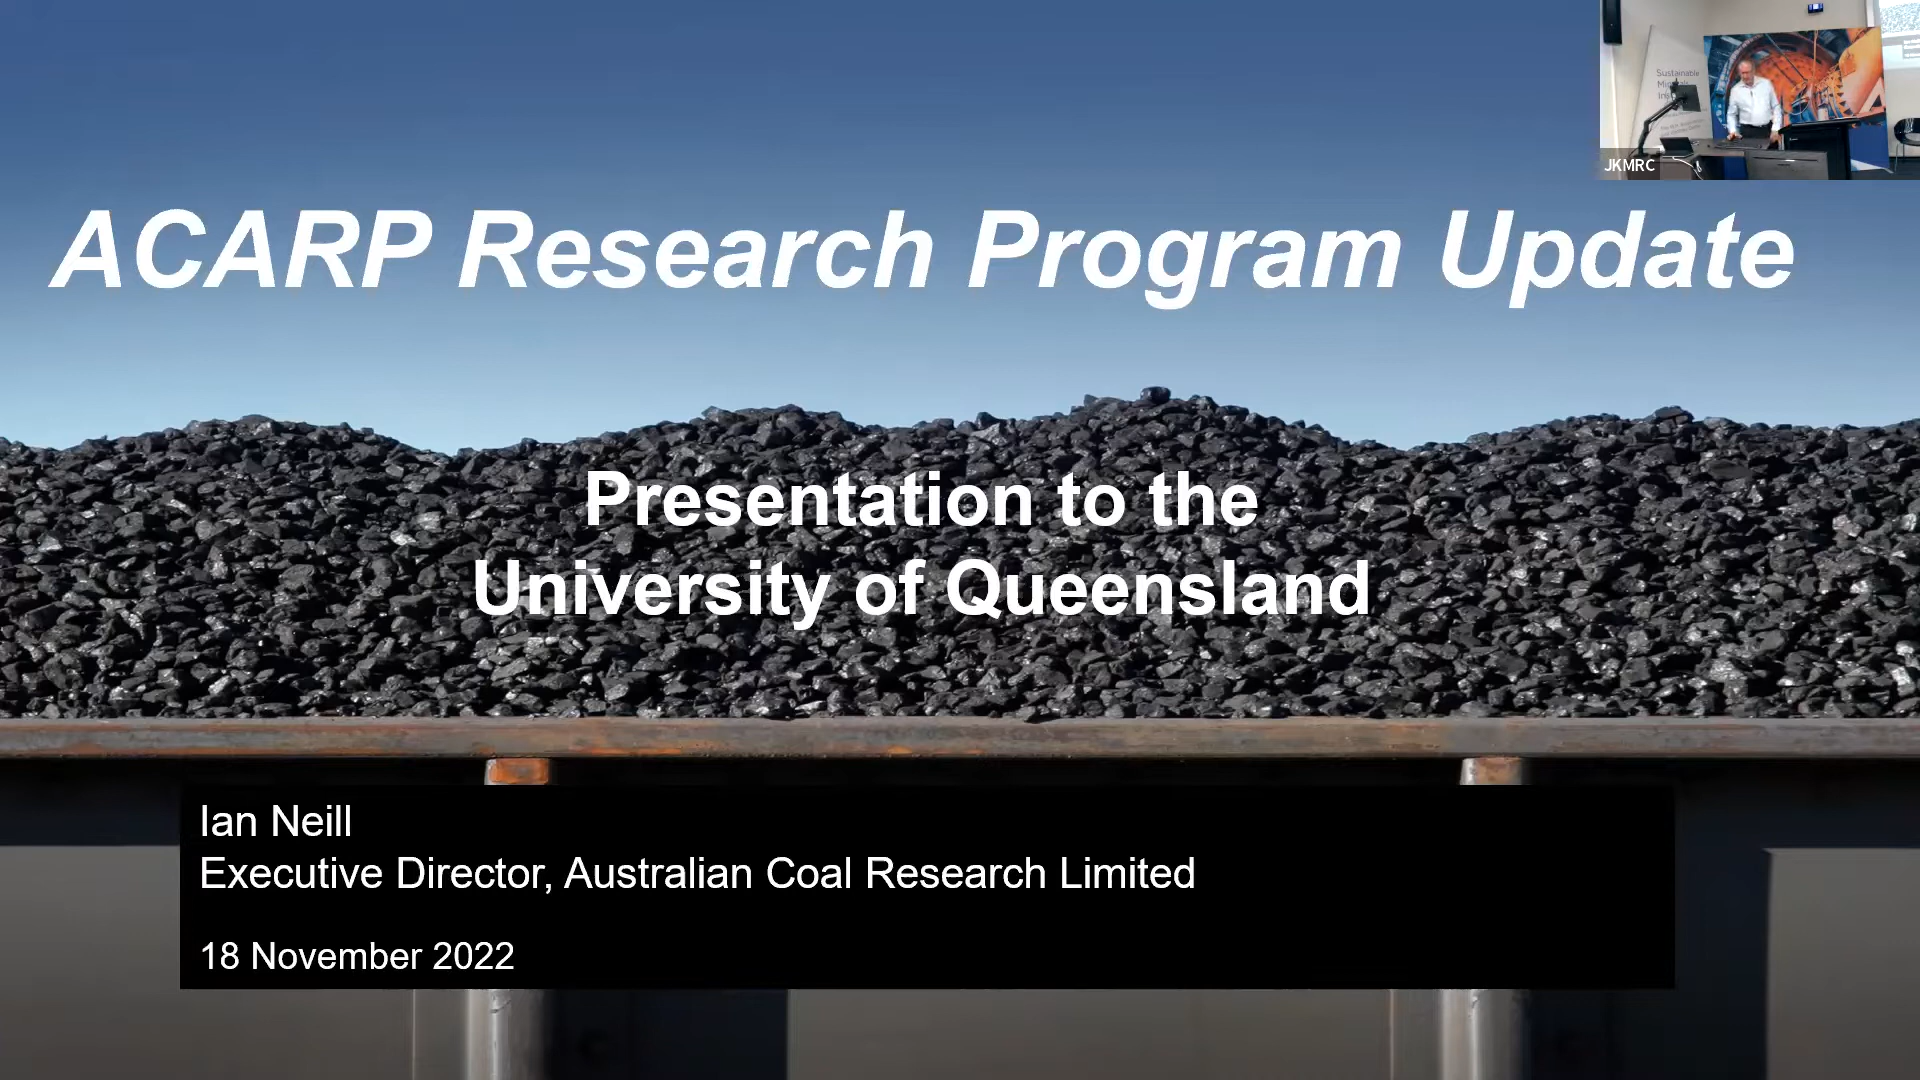 ACARP Research Program Update
Presentation to the
University of Queensland
Ian Neill
Executive Director, Australian Coal Research Limited
18 November 2022
JKMRC
Sustainable